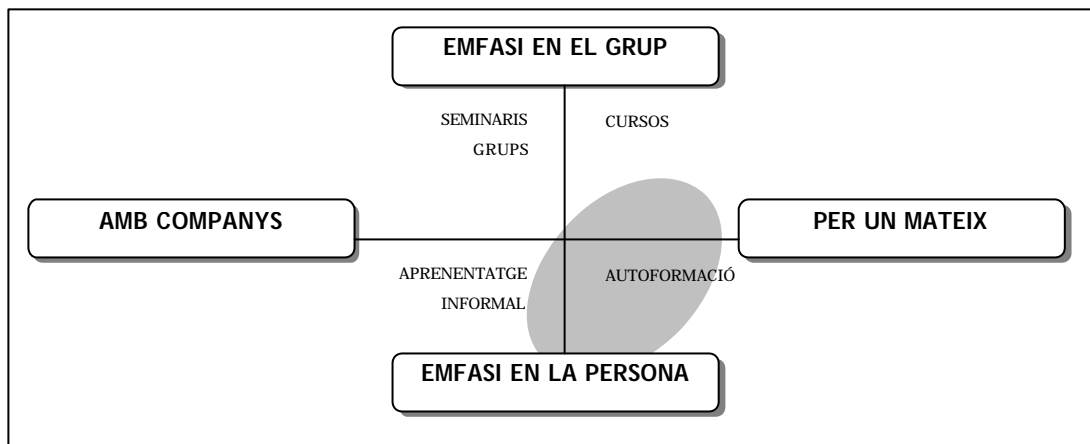 EMFASI EN EL GRUP
SEMINARIS
GRUPS
CURSOS
AMB COMPANYS
PER UN MATEIX
APRENENTATGE
INFORMAL
AUTOFORMACIÓ
EMFASI EN LA PERSONA